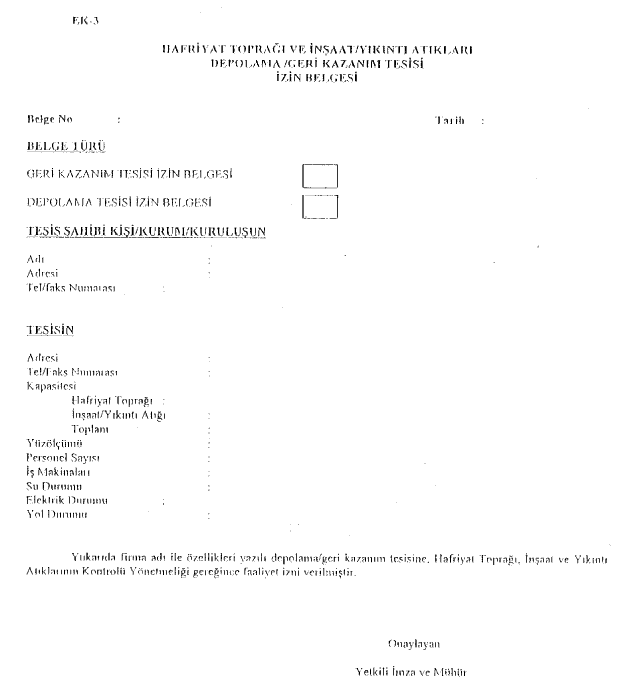 EK-3
HAFRİYAT TOPRAĞI VE İNŞAAT/YIKINTI ATIKLARI
DEPOLAMA /GERİ KAZANIM TESİSİ
İZİN BELGESİ
Belge No : Tarih :
BELGE TÜRÜ
GERİ KAZANIM TESİSİ İZİN BELGESİ
DEPOLAMA TESİSİ İZİN BELGESİ
TESİS SAHİBİ KİŞİ/KURUM/KURULUŞUN
Adı :
Adresi :
Tel/faks Numarası :
TESİSİN
Adresi :
Tel/Faks Numarası :
Kapasitesi
Hafriyat Toprağı :
İnşaat/Yıkıntı Atığı :
Toplam :
Yüzölçümü :
Personel Sayısı :
İş Makinaları :
Su Durumu :
Elektrik Durumu :
Yol Durumu :
Yukarıda firma adı ile özellikleri yazılı depolama/geri kazanım tesisine, Hafriyat Toprağı, İnşaat ve Yıkıntı
Atıklarının Kontrolü Yönetmeliği gereğince faaliyet izni verilmiştir.
Onaylayan
Yetkili İmza ve Mühür